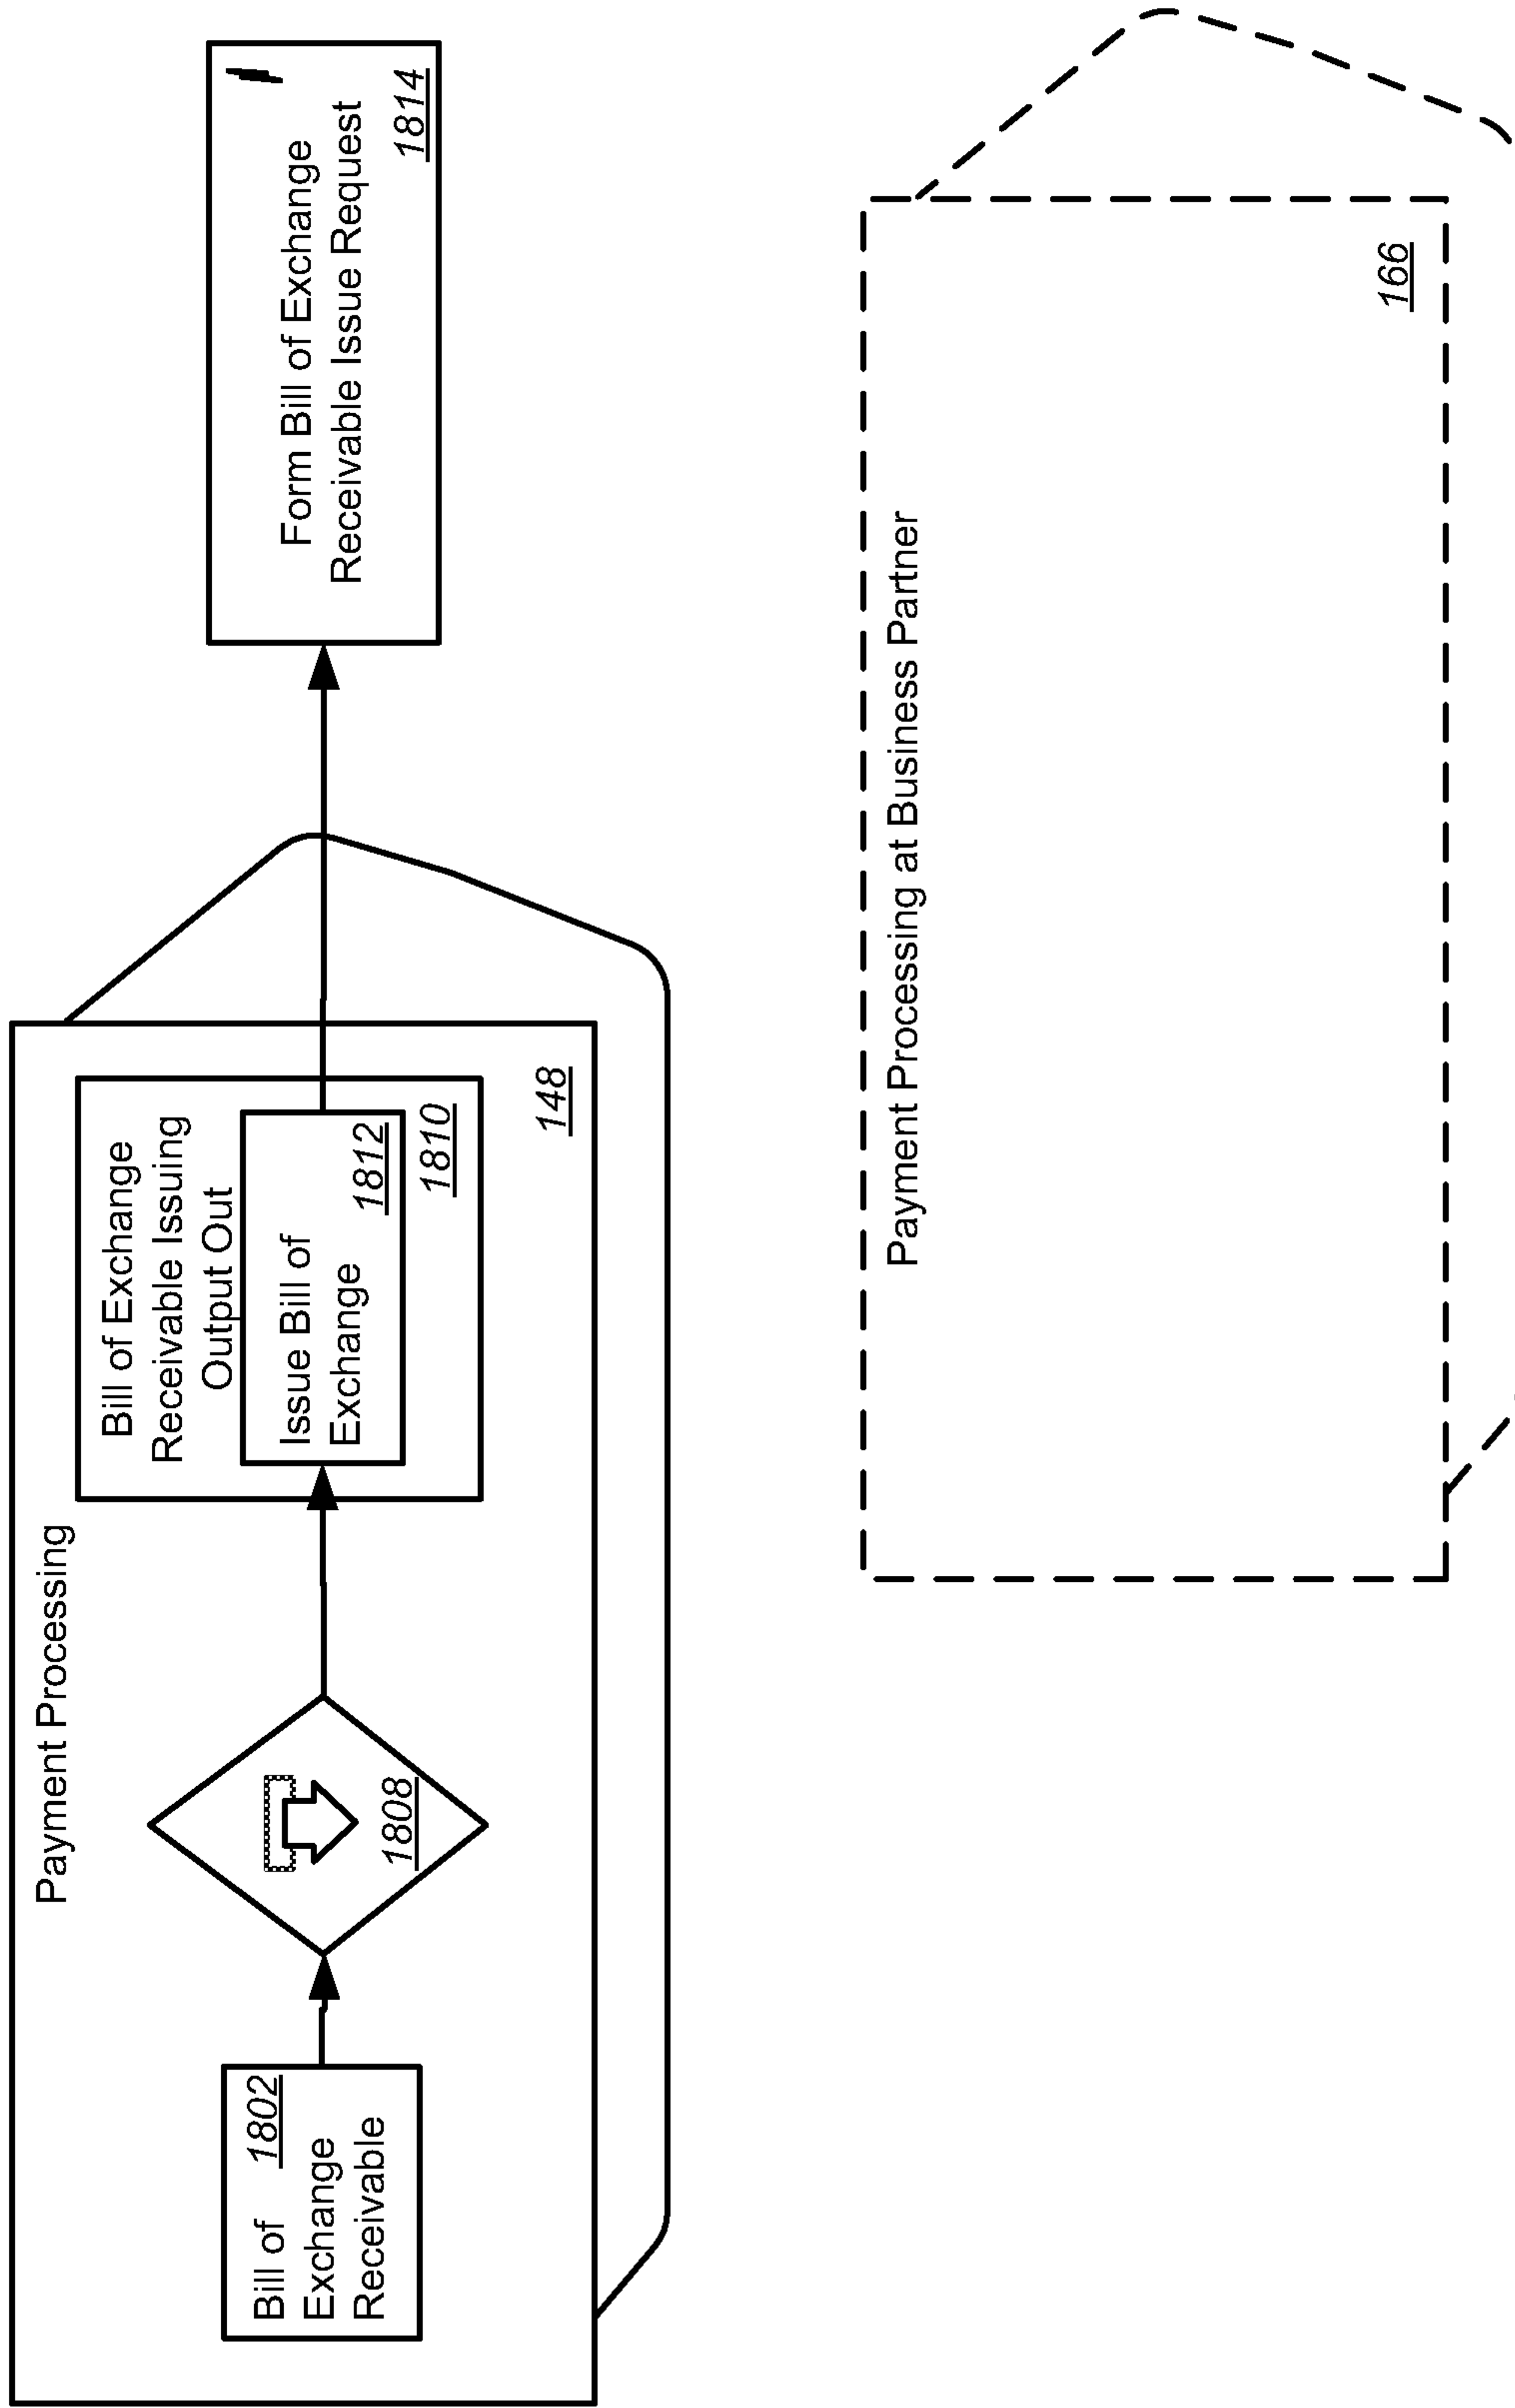 Payment Processing
Bill of
1802
Exchange
Receivable
1808
Bill of Exchange
Receivable Issuing
Output Out
Issue Bill of
Exchange
1812
1810
148
Form Bill of Exchange
Receivable Issue Request
1814
Payment Processing at Business Partner
166